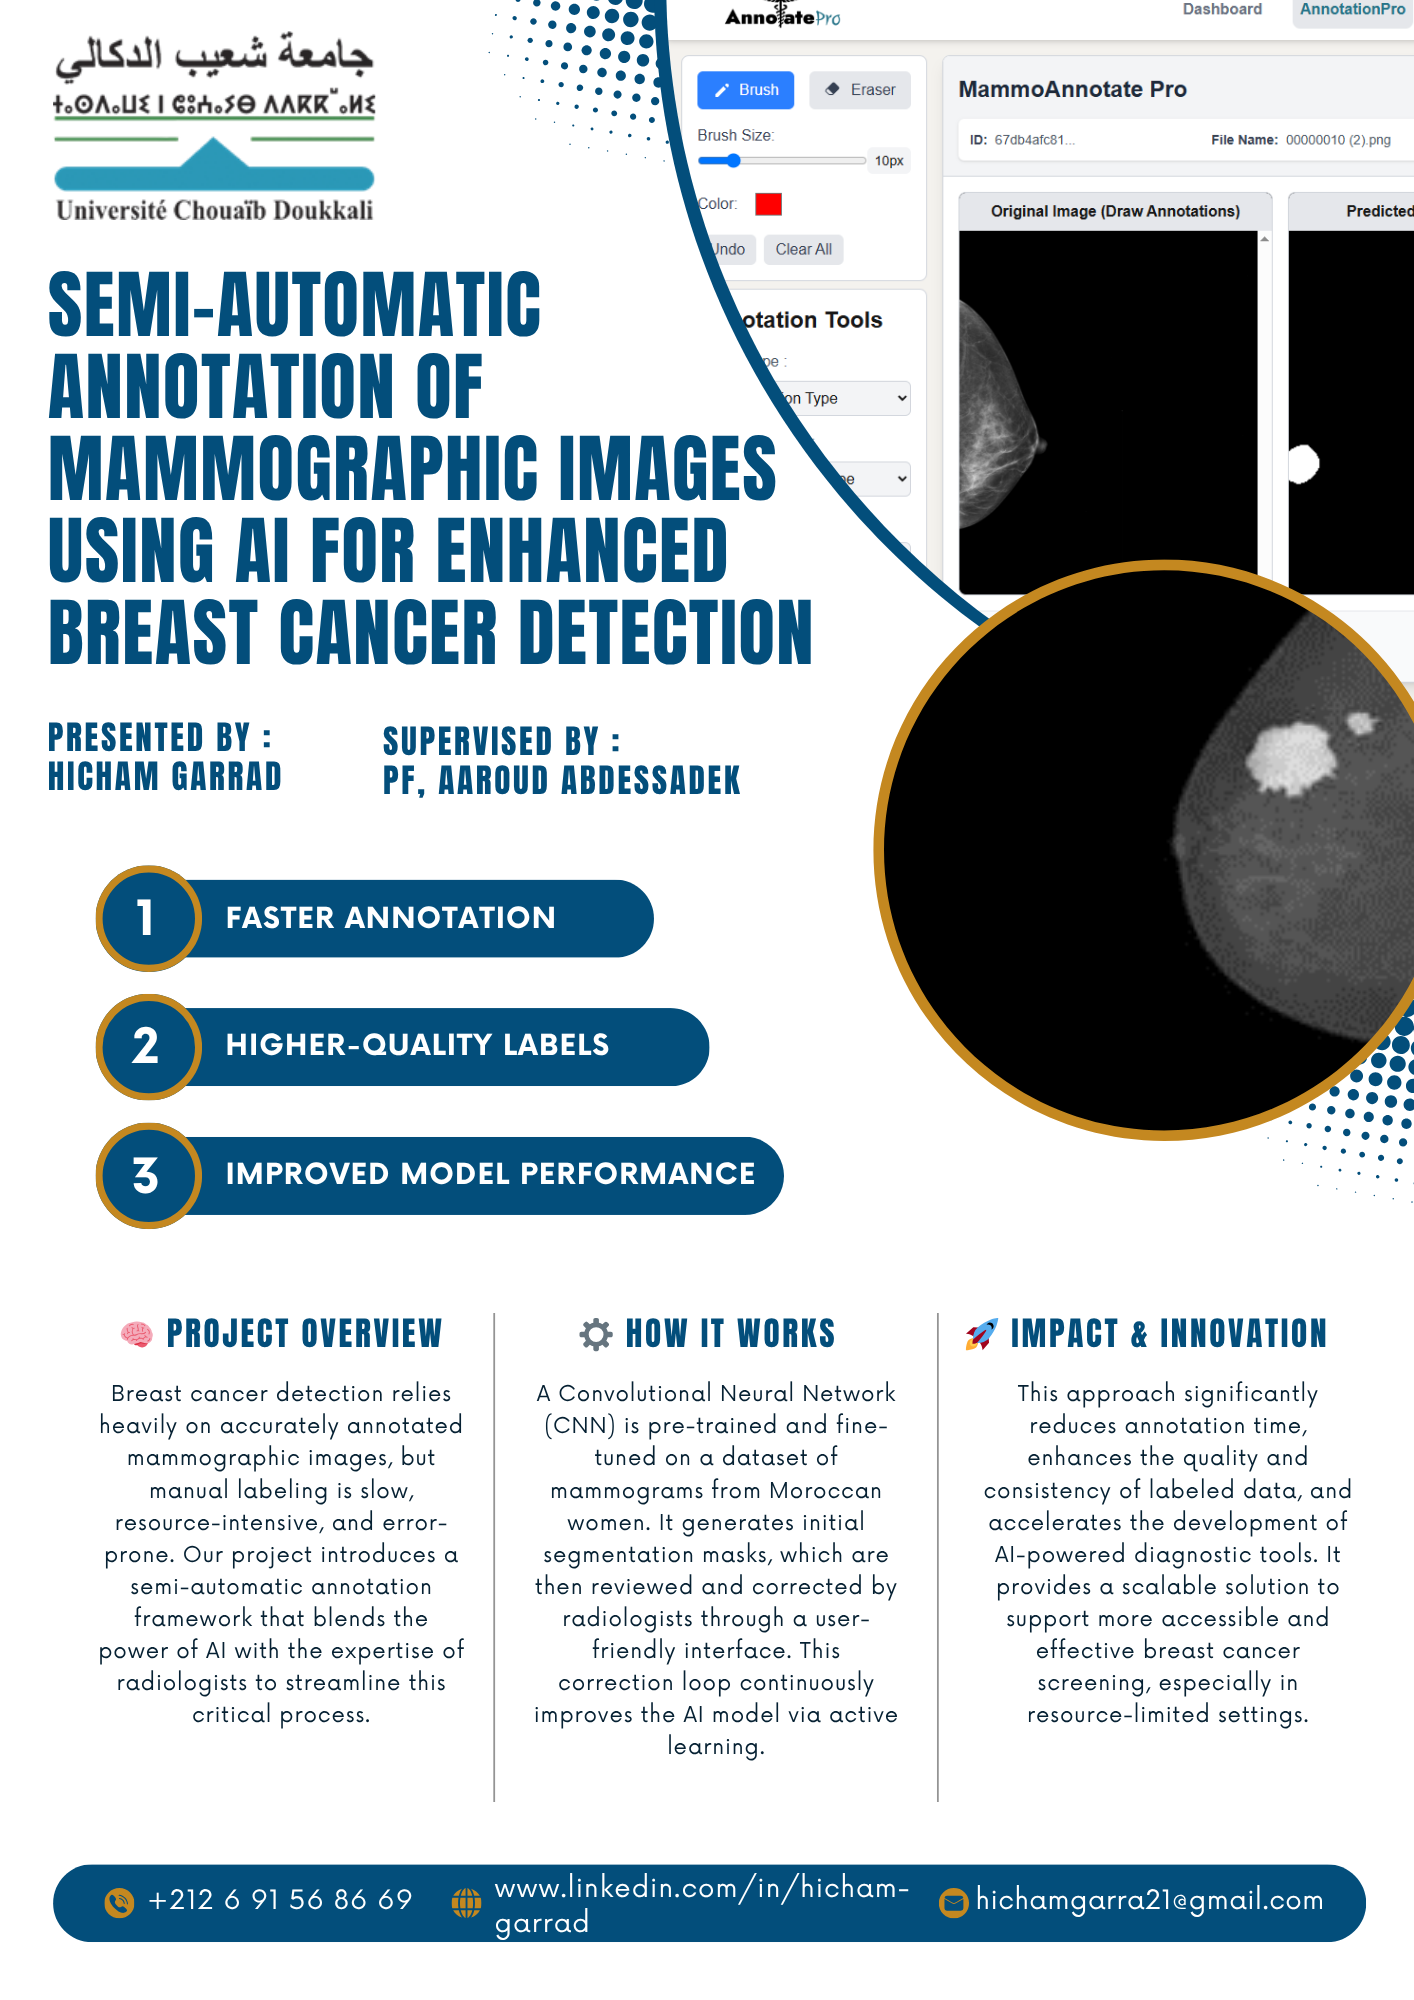 جامعة شعيب الدكالي
Université Chouaïb Doukkali
AnnotatePro
Dashboard
AnnotationPro
Brush
Eraser
Brush Size:
10px
Color:
Undo
Clear All
otation Tools
pe :
on Type
MammoAnnotate Pro
ID: 67db4afc81...
File Name: 00000010 (2).png
Original Image (Draw Annotations)
Predicted
SEMI-AUTOMATIC
ANNOTATION OF
MAMMOGRAPHIC IMAGES
USING AI FOR ENHANCED
BREAST CANCER DETECTION
PRESENTED BY :
HICHAM GARRAD
SUPERVISED BY :
PF, AAROUD ABDESSADEK
1
FASTER ANNOTATION
2
HIGHER-QUALITY LABELS
3
IMPROVED MODEL PERFORMANCE
PROJECT OVERVIEW
Breast cancer detection relies
heavily on accurately annotated
mammographic images, but
manual labeling is slow,
resource-intensive, and error-
prone. Our project introduces a
semi-automatic annotation
framework that blends the
power of AI with the expertise of
radiologists to streamline this
critical process.
HOW IT WORKS
A Convolutional Neural Network
(CNN) is pre-trained and fine-
tuned on a dataset of
mammograms from Moroccan
women. It generates initial
segmentation masks, which are
then reviewed and corrected by
radiologists through a user-
friendly interface. This
correction loop continuously
improves the AI model via active
learning.
IMPACT & INNOVATION
This approach significantly
reduces annotation time,
enhances the quality and
consistency of labeled data, and
accelerates the development of
AI-powered diagnostic tools. It
provides a scalable solution to
support more accessible and
effective breast cancer
screening, especially in
resource-limited settings.
+212 6 91 56 86 69
www.linkedin.com/in/hicham-
garrad
hichamgarra21@gmail.com